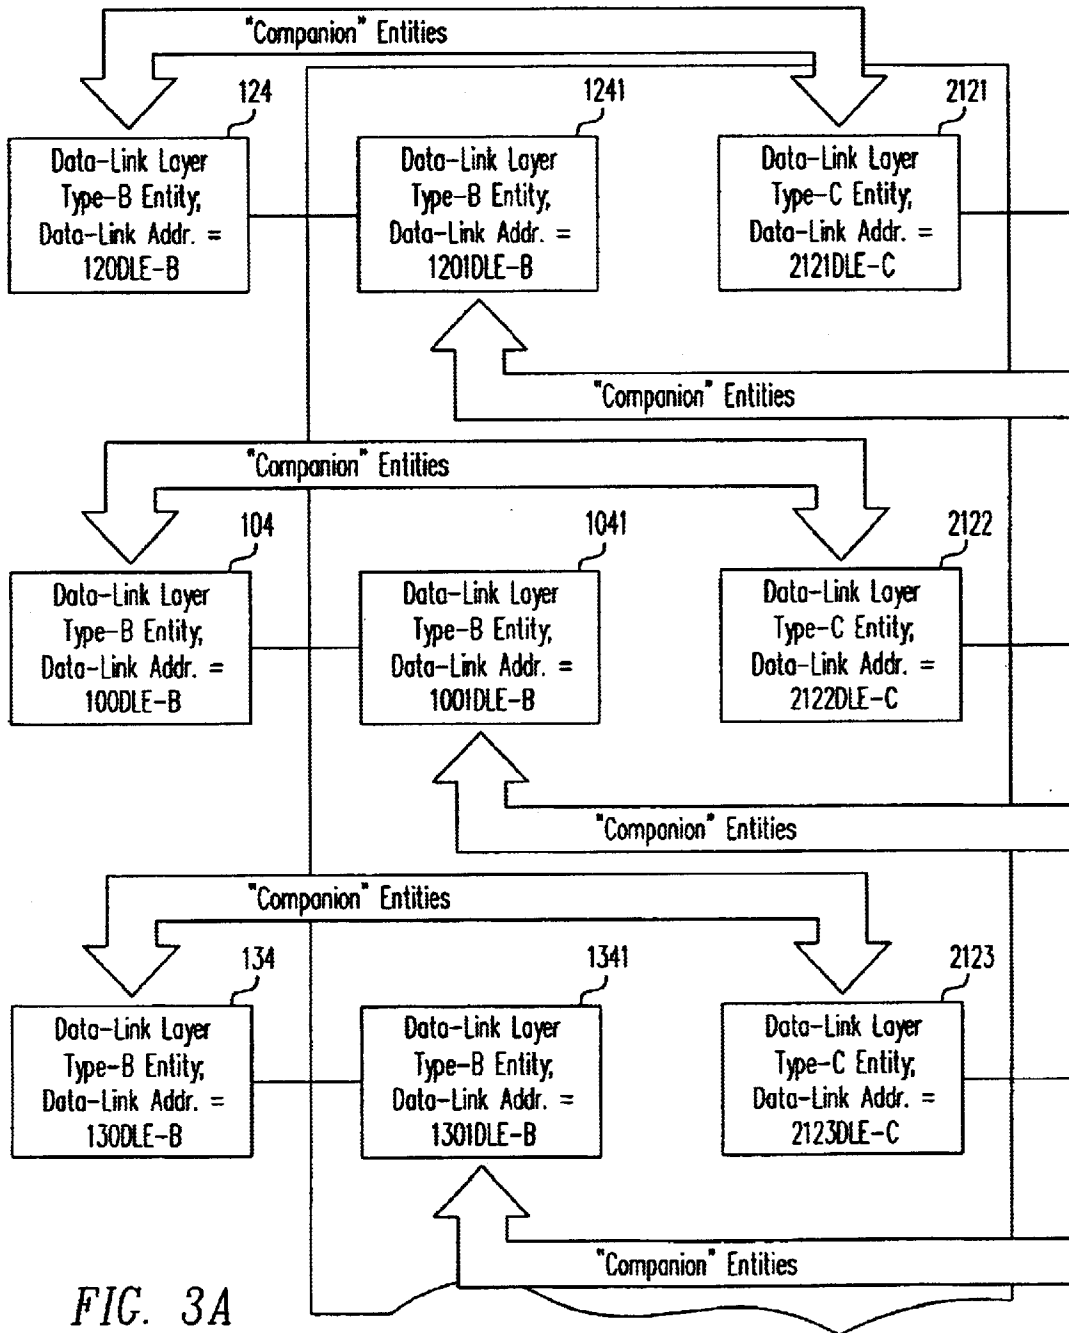 "Companion" Entities
124
1241
2121
Data-Link Layer
Type-B Entity;
Data-Link Addr. =
120DLE-B
Data-Link Layer
Type-B Entity;
Data-Link Addr. =
1201DLE-B
Data-Link Layer
Type-C Entity;
Data-Link Addr. =
2121DLE-C
"Companion" Entities
"Companion" Entities
104
1041
2122
Data-Link Layer
Type-B Entity;
Data-Link Addr. =
100DLE-B
Data-Link Layer
Type-B Entity;
Data-Link Addr. =
1001DLE-B
Data-Link Layer
Type-C Entity;
Data-Link Addr. =
2122DLE-C
"Companion" Entities
"Companion" Entities
134
1341
2123
Data-Link Layer
Type-B Entity;
Data-Link Addr. =
130DLE-B
Data-Link Layer
Type-B Entity;
Data-Link Addr. =
1301DLE-B
Data-Link Layer
Type-C Entity;
Data-Link Addr. =
2123DLE-C
"Companion" Entities
FIG. 3A